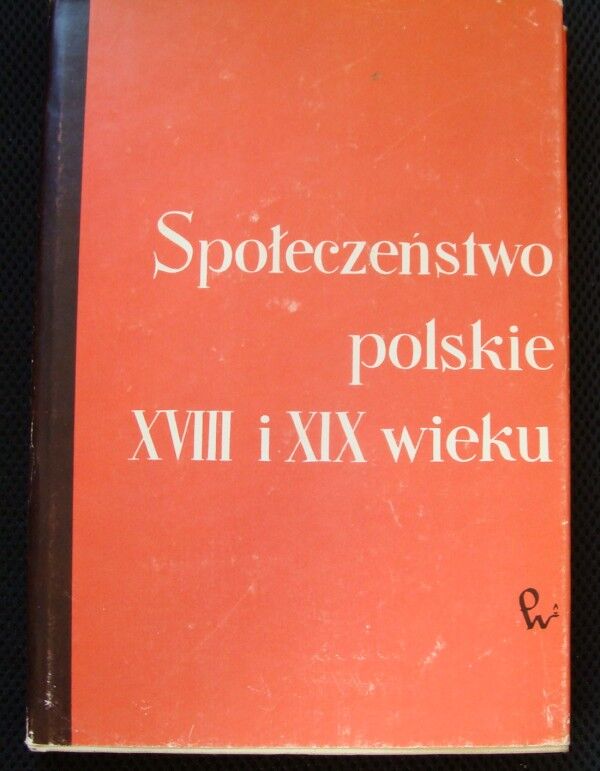 Społeczeństwo
polskie
XVIII i XIX wieku